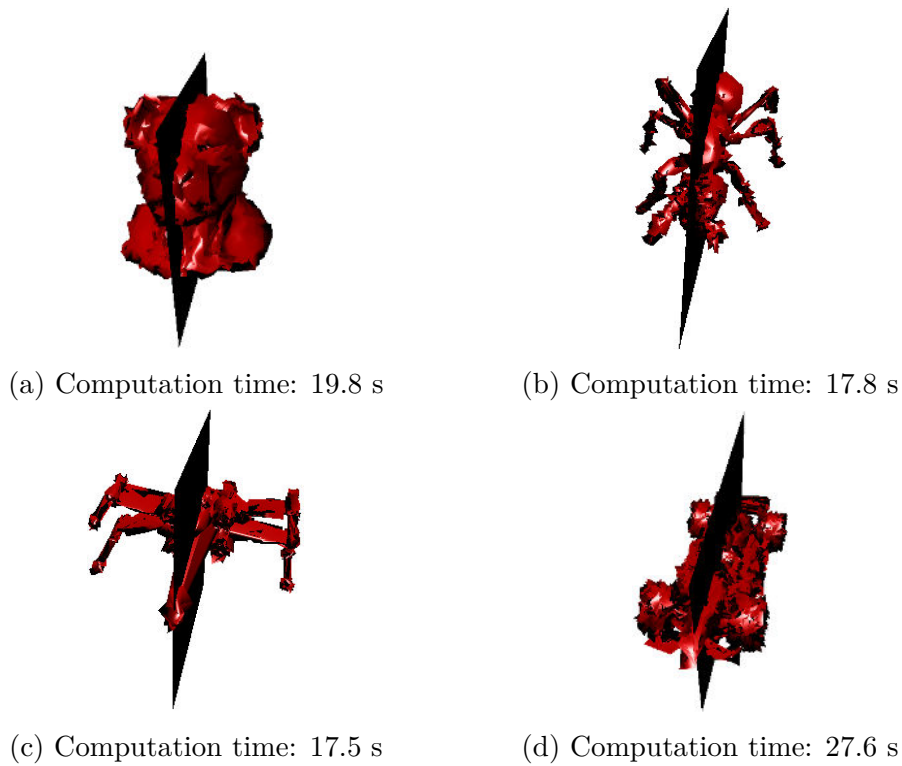 (a) Computation time: 19.8 s
(b) Computation time: 17.8 s
(c) Computation time: 17.5 s
(d) Computation time: 27.6 s